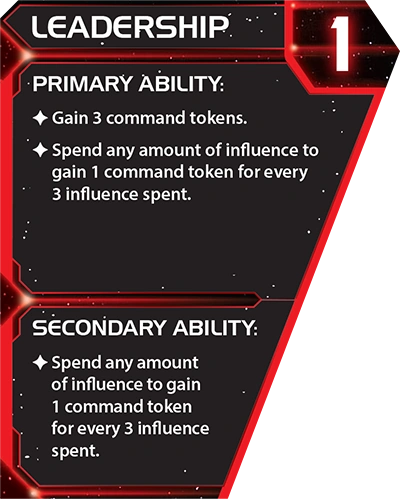 LEADERSHIP
1
PRIMARY ABILITY:
Gain 3 command tokens.
Spend any amount of influence to
gain 1 command token for every
3 influence spent.
SECONDARY ABILITY:
Spend any amount
of influence to gain
1 command token
for every 3 influence
spent.